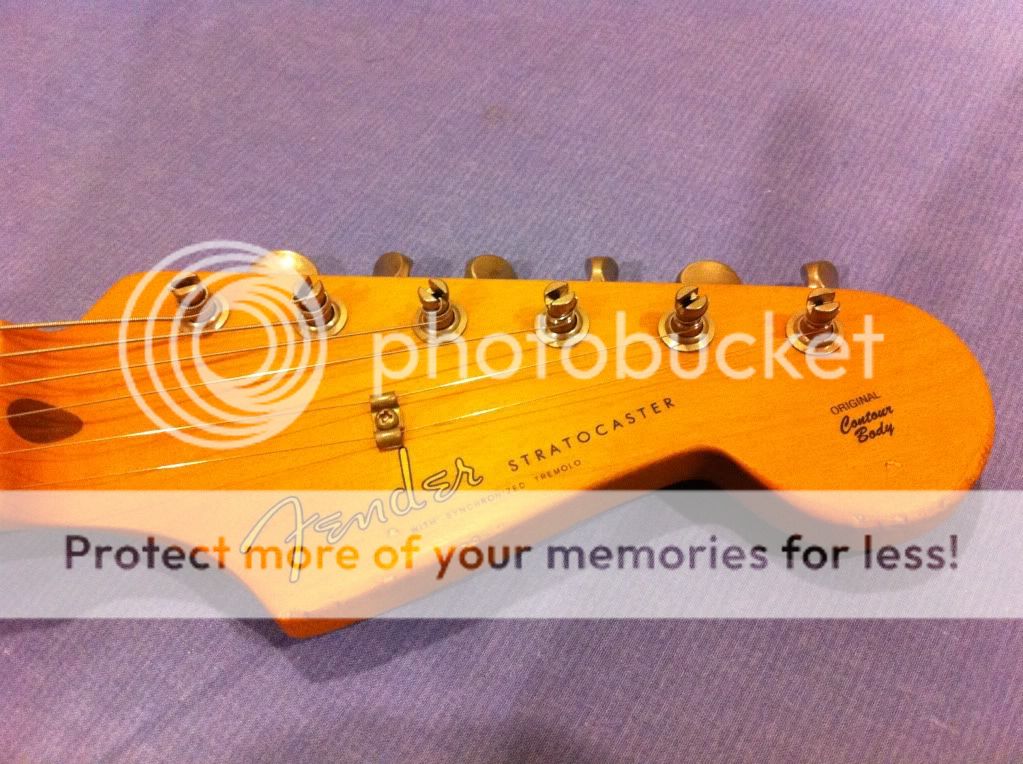 photobucket
ORIGINAL
Contour
Body
Fender STRATOCASTER
WITH SYNCHRONIZED TREMOLO
Protect more of your memories for less!